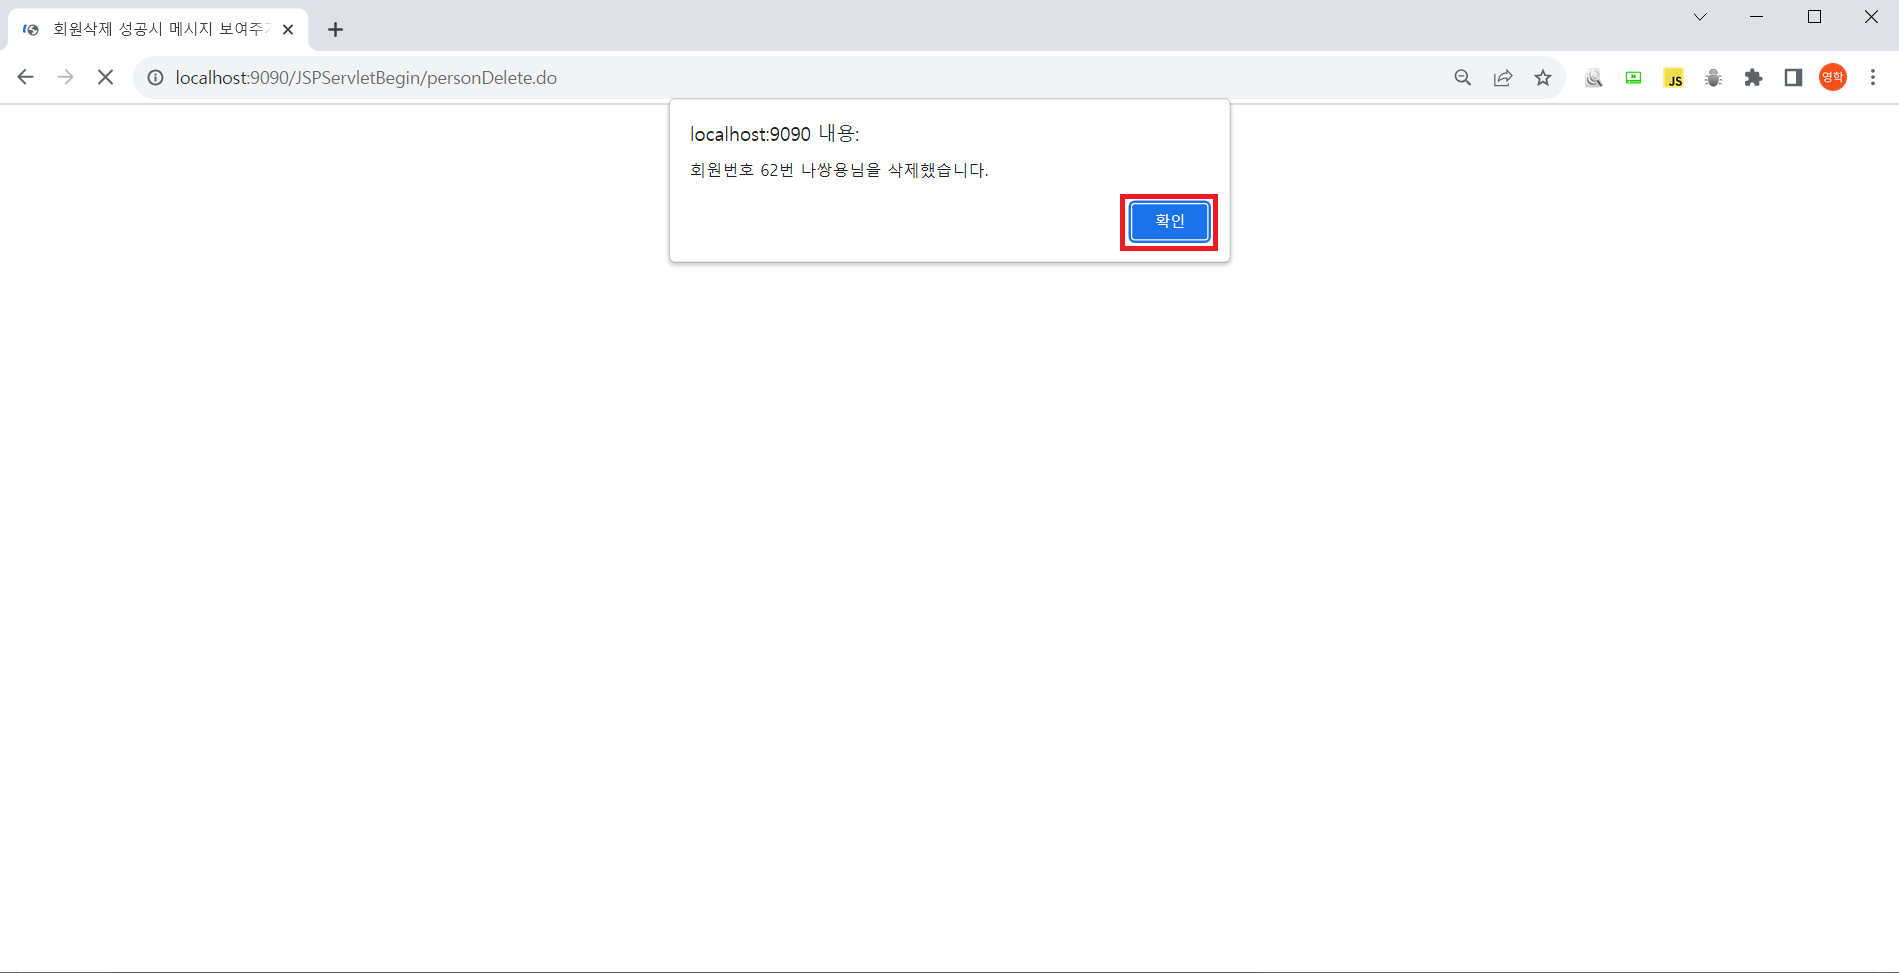 회원삭제 성공시 메시지 보여주기
localhost:9090/JSPServletBegin/personDelete.do
JS
영학
localhost:9090 내용:
회원번호 62번 나쌍용님을 삭제했습니다.
확인